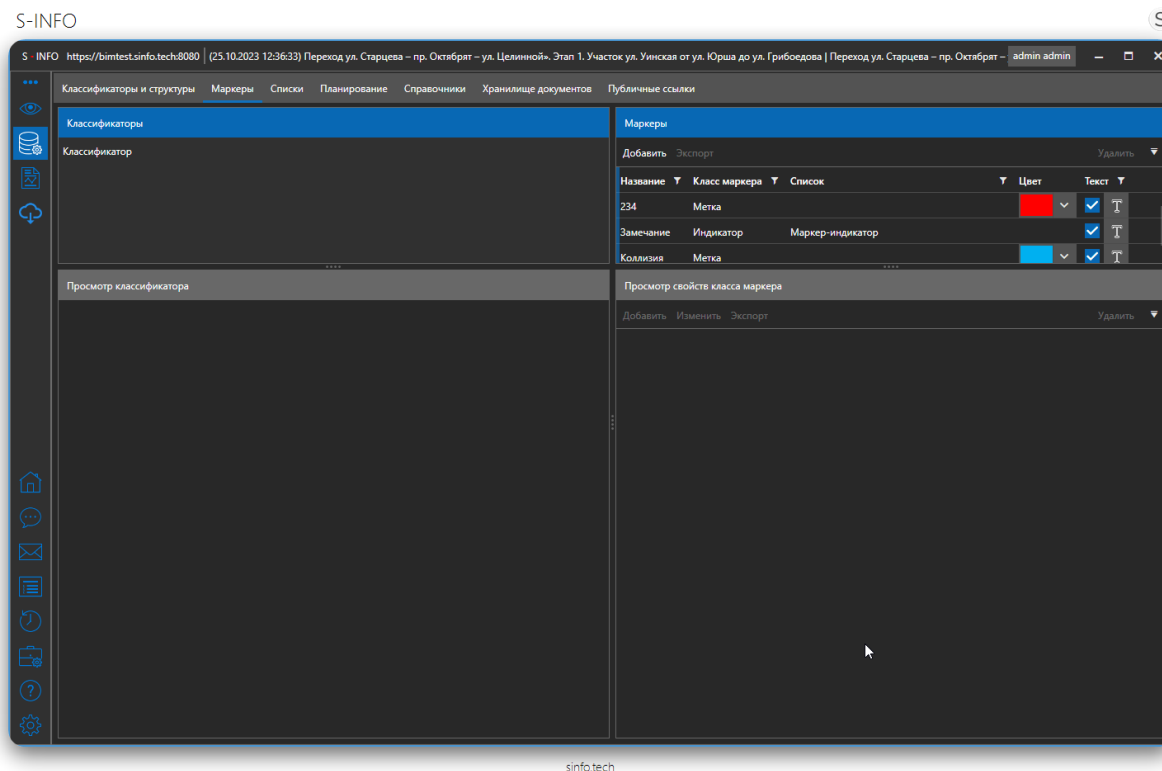 S-INFO
S - INFO https://bimtest.sinfo.tech:8080 | (25.10.2023 12:36:33) Переход ул. Старцева – пр. Октябрят – ул. Целинной». Этап 1. Участок ул. Уинская от ул. Юрша до ул. Грибоедова | Переход ул. Старцева – пр. Октябрят – admin admin
Классификаторы и структуры Маркеры Списки Планирование Справочники Хранилище документов Публичные ссылки
Классификаторы
Классификатор
Маркеры
Добавить Экспорт Удалить
Название Класс маркера Список Цвет Текст
234 Метка
Замечание Индикатор Маркер-индикатор
Коллизия Метка
Просмотр классификатора
Просмотр свойств класса маркера
Добавить Изменить Экспорт Удалить
sinfo.tech